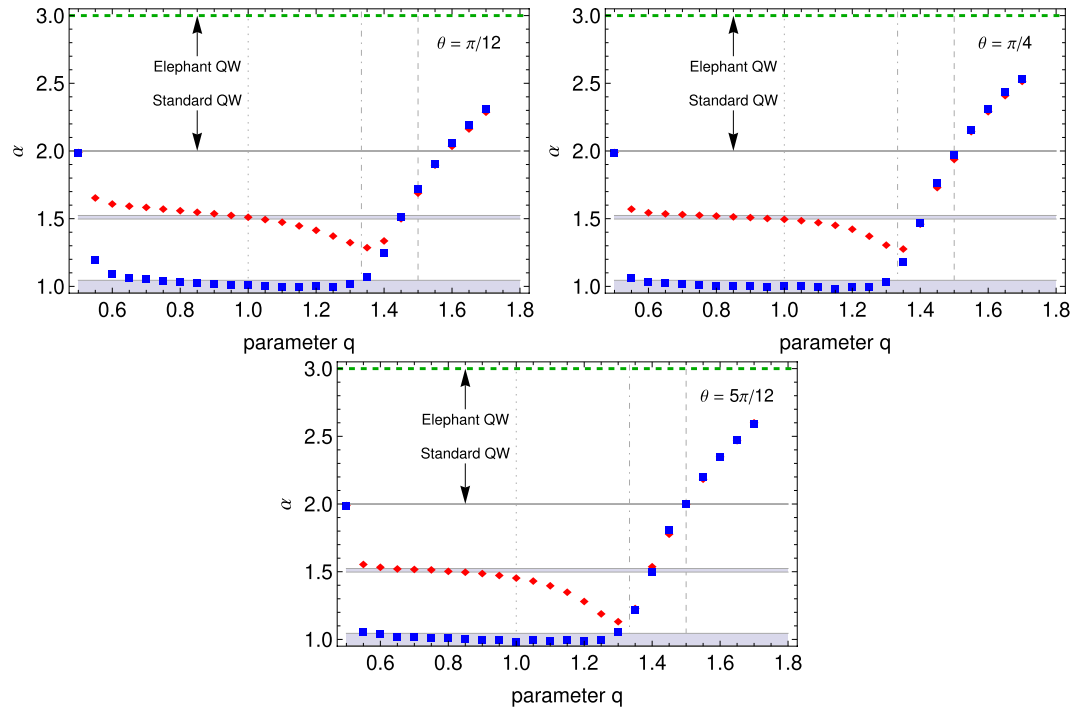 3.0
2.5
2.0
1.5
1.0
α
θ = π/12
Elephant QW
Standard QW
0.6 0.8 1.0 1.2 1.4 1.6 1.8
parameter q
3.0
2.5
2.0
1.5
1.0
α
θ = π/4
Elephant QW
Standard QW
0.6 0.8 1.0 1.2 1.4 1.6 1.8
parameter q
3.0
2.5
2.0
1.5
1.0
α
θ = 5π/12
Elephant QW
Standard QW
0.6 0.8 1.0 1.2 1.4 1.6 1.8
parameter q